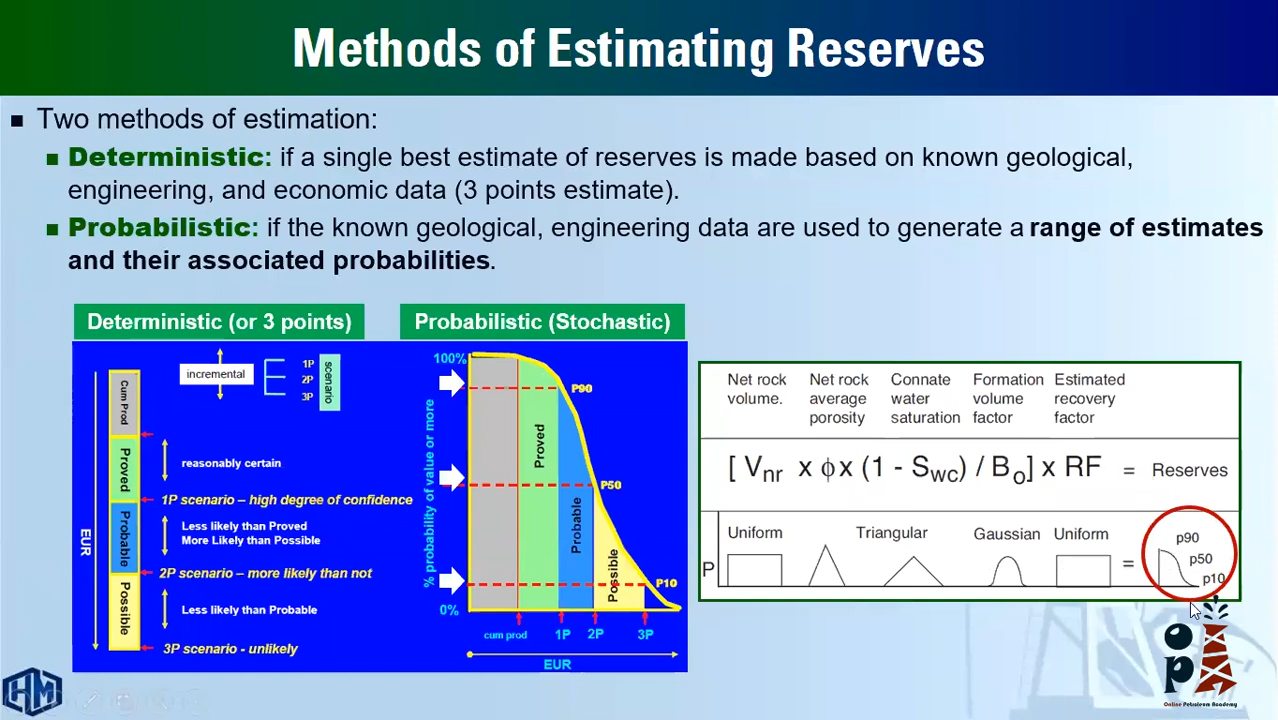 Methods of Estimating Reserves
Two methods of estimation:
Deterministic: if a single best estimate of reserves is made based on known geological,
engineering, and economic data (3 points estimate).
Probabilistic: if the known geological, engineering data are used to generate a range of estimates
and their associated probabilities.
Deterministic (or 3 points)
incremental
1P
2P
3P
scenario
EUR
Cum Prod
Proved
Probable
Possible
reasonably certain
1P scenario – high degree of confidence
Less likely than Proved
More Likely than Possible
2P scenario – more likely than not
Less likely than Probable
3P scenario - unlikely
Probabilistic (Stochastic)
% probability of value or more
100%
0%
P90
P50
P10
Proved
Probable
Possible
cum prod
1P
2P
3P
EUR
Net rock
volume.
Net rock
average
porosity
Connate
water
saturation
Formation
volume
factor
Estimated
recovery
factor
[ Vnr x ϕ x (1 - Swc) / Bo] x RF = Reserves
P
Uniform
Triangular
Gaussian
Uniform
=
p90
p50
p10
HM
op
Online Petroleum Academy